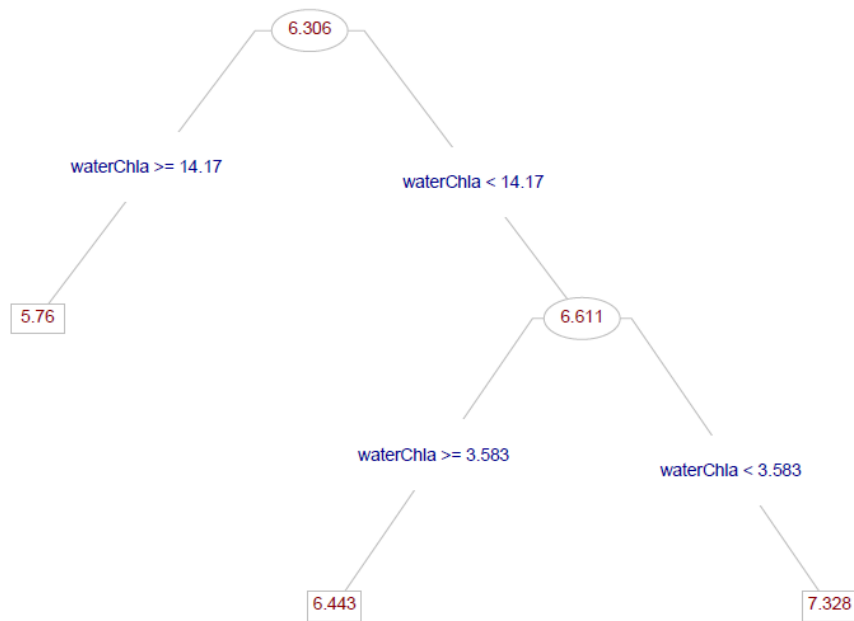 6.306
waterChla >= 14.17
waterChla < 14.17
5.76
6.611
waterChla >= 3.583
waterChla < 3.583
6.443
7.328